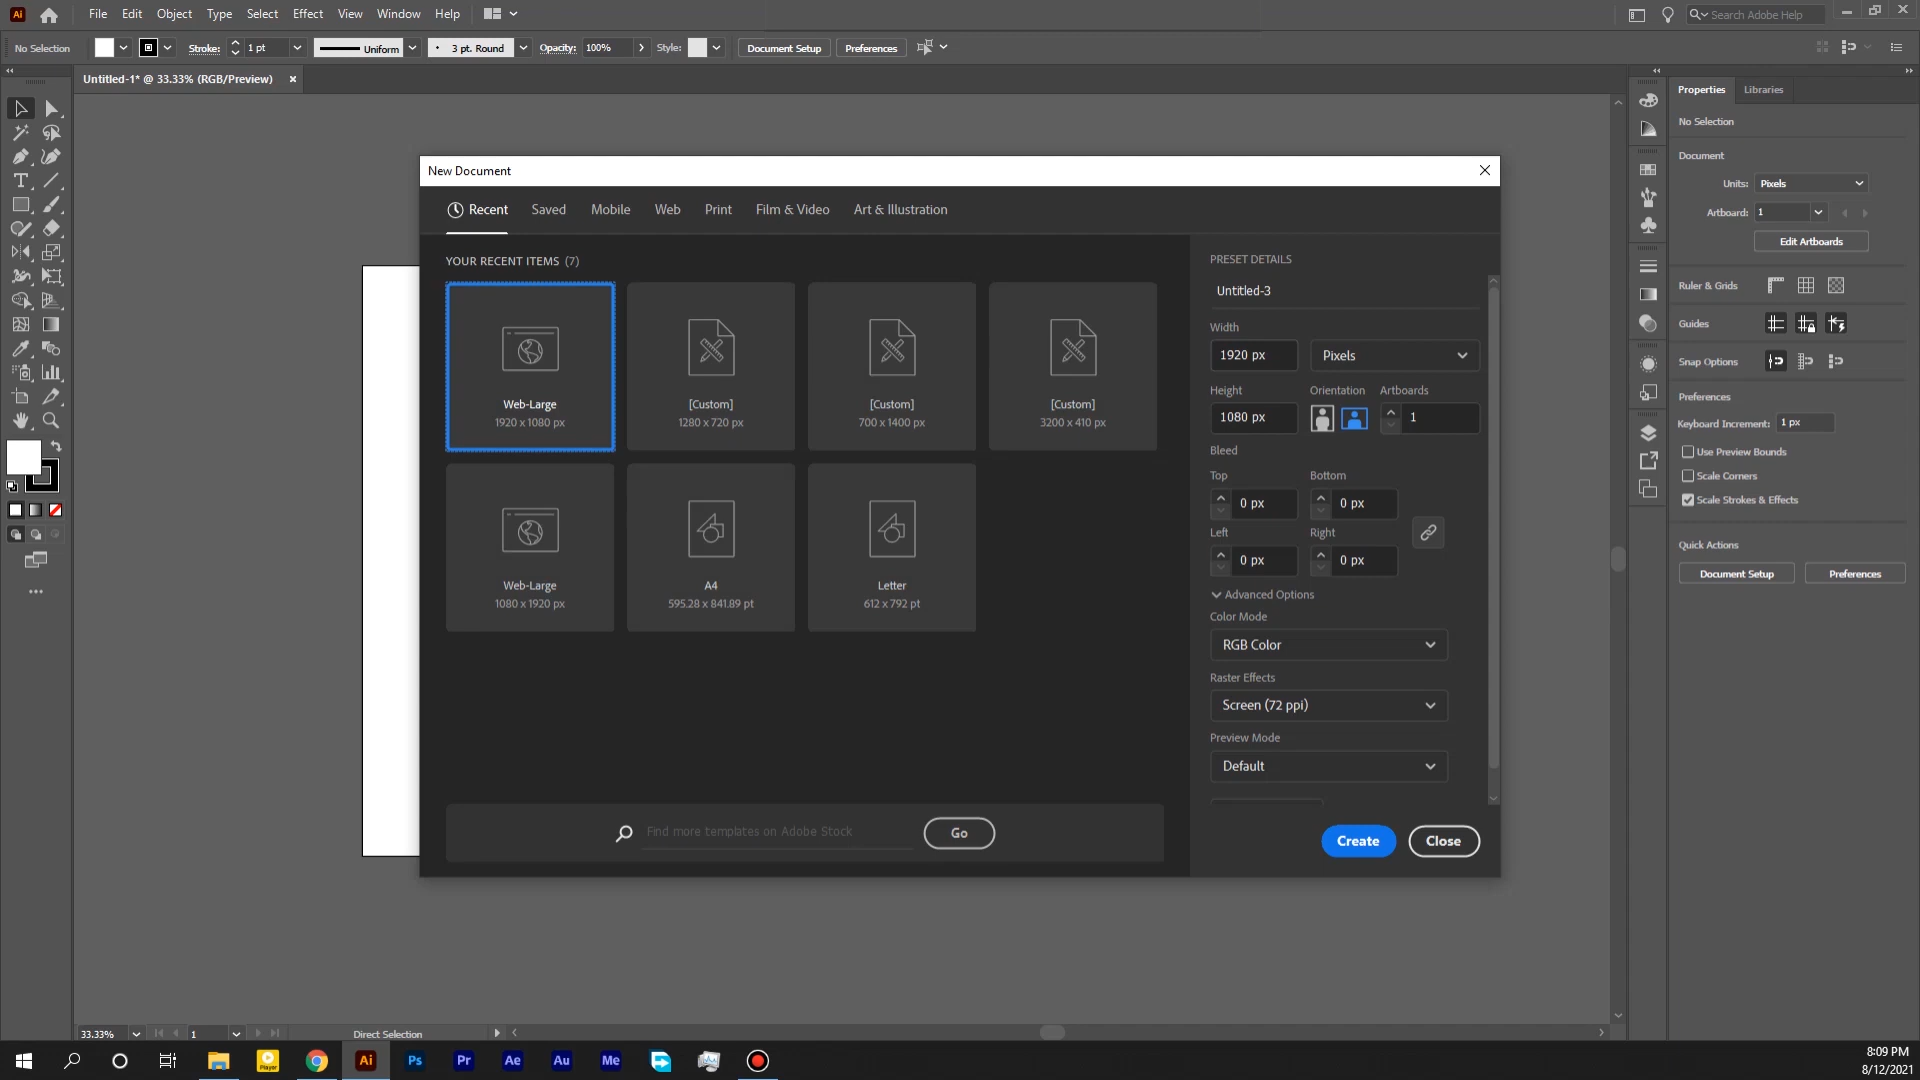 Ai File Edit Object Type Select Effect View Window Help Search Adobe Help
No Selection Stroke: 1 pt Uniform 3 pt. Round Opacity: 100% Style: Document Setup Preferences
Untitled-1* @ 33.33% (RGB/Preview)
Properties Libraries
No Selection
Document
Units: Pixels
Artboard: 1
Edit Artboards
Ruler & Grids
Guides
Snap Options
Preferences
Keyboard Increment: 1 px
Use Preview Bounds
Scale Corners
Scale Strokes & Effects
Quick Actions
Document Setup Preferences
New Document
Recent Saved Mobile Web Print Film & Video Art & Illustration
YOUR RECENT ITEMS (7)
Web-Large
1920 x 1080 px
[Custom]
1280 x 720 px
[Custom]
700 x 1400 px
[Custom]
3200 x 410 px
Web-Large
1080 x 1920 px
A4
595.28 x 841.89 pt
Letter
612 x 792 pt
Find more templates on Adobe Stock Go
PRESET DETAILS
Untitled-3
Width
1920 px Pixels
Height Orientation Artboards
1080 px 1
Bleed
Top Bottom
0 px 0 px
Left Right
0 px 0 px
Advanced Options
Color Mode
RGB Color
Raster Effects
Screen (72 ppi)
Preview Mode
Default
Create Close
33.33% 1 Direct Selection
Player Ai Ps Pr Ae Au Me
8:09 PM
8/12/2021